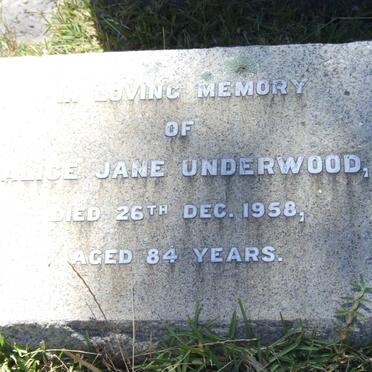 IN LOVING MEMORY
OF
ALICE JANE UNDERWOOD,
DIED 26TH DEC. 1958,
AGED 84 YEARS.